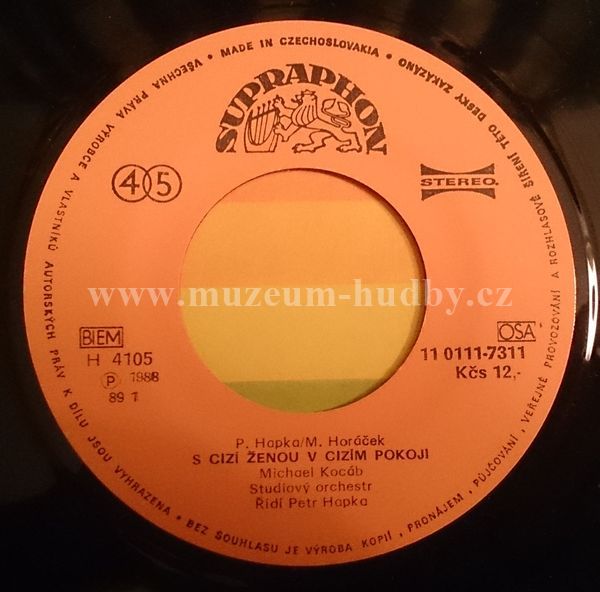 VŠECHNA PRÁVA VÝROBCE A VLASTNÍKŮ AUTORSKÝCH PRÁV K DÍLU JSOU VYHRAZENA • BEZ SOUHLASU JE VÝROBA KOPIÍ, PRONÁJEM, PŮJČOVÁNÍ, VEŘEJNÉ PROVOZOVÁNÍ A ROZHLASOVÉ ŠÍŘENÍ TÉTO DESKY ZAKÁZÁNO • MADE IN CZECHOSLOVAKIA •
SUPRAPHON
45
STEREO
www.muzeum-hudby.cz
BIEM
OSA
H 4105
11 0111-7311
Ⓟ 1988
Kčs 12,-
89 1
P. Hapka/M. Horáček
S CIZÍ ŽENOU V CIZÍM POKOJI
Michael Kocáb
Studiový orchestr
Řídí Petr Hapka